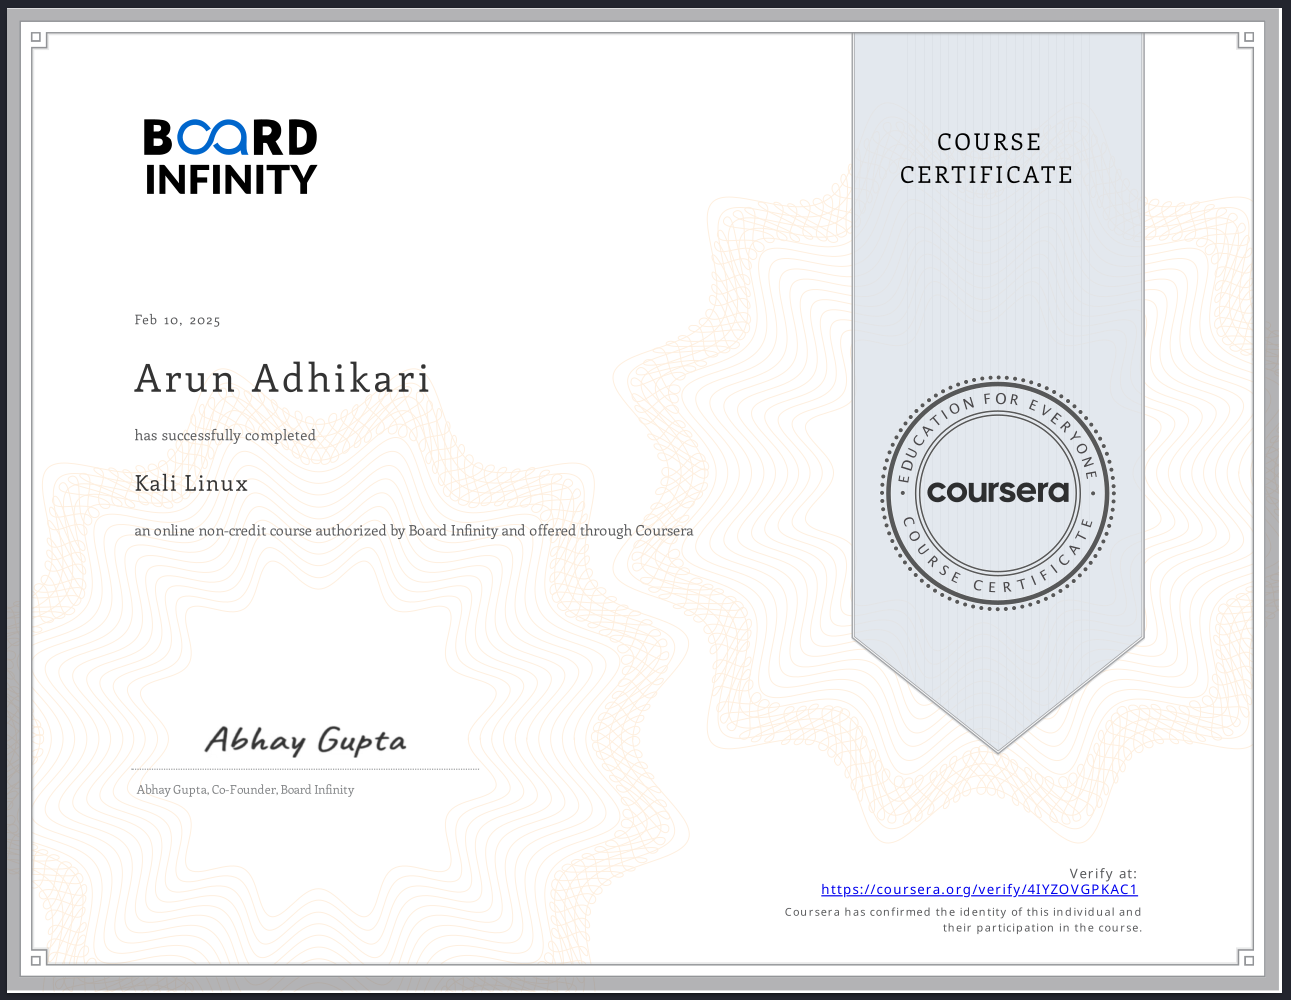 BOARD
INFINITY
COURSE
CERTIFICATE
Feb 10, 2025
Arun Adhikari
has successfully completed
Kali Linux
an online non-credit course authorized by Board Infinity and offered through Coursera
EDUCATION FOR EVERYONE
coursera
COURSE CERTIFICATE
Abhay Gupta
Abhay Gupta, Co-Founder, Board Infinity
Verify at:
https://coursera.org/verify/4IYZOVGPKAC1
Coursera has confirmed the identity of this individual and
their participation in the course.